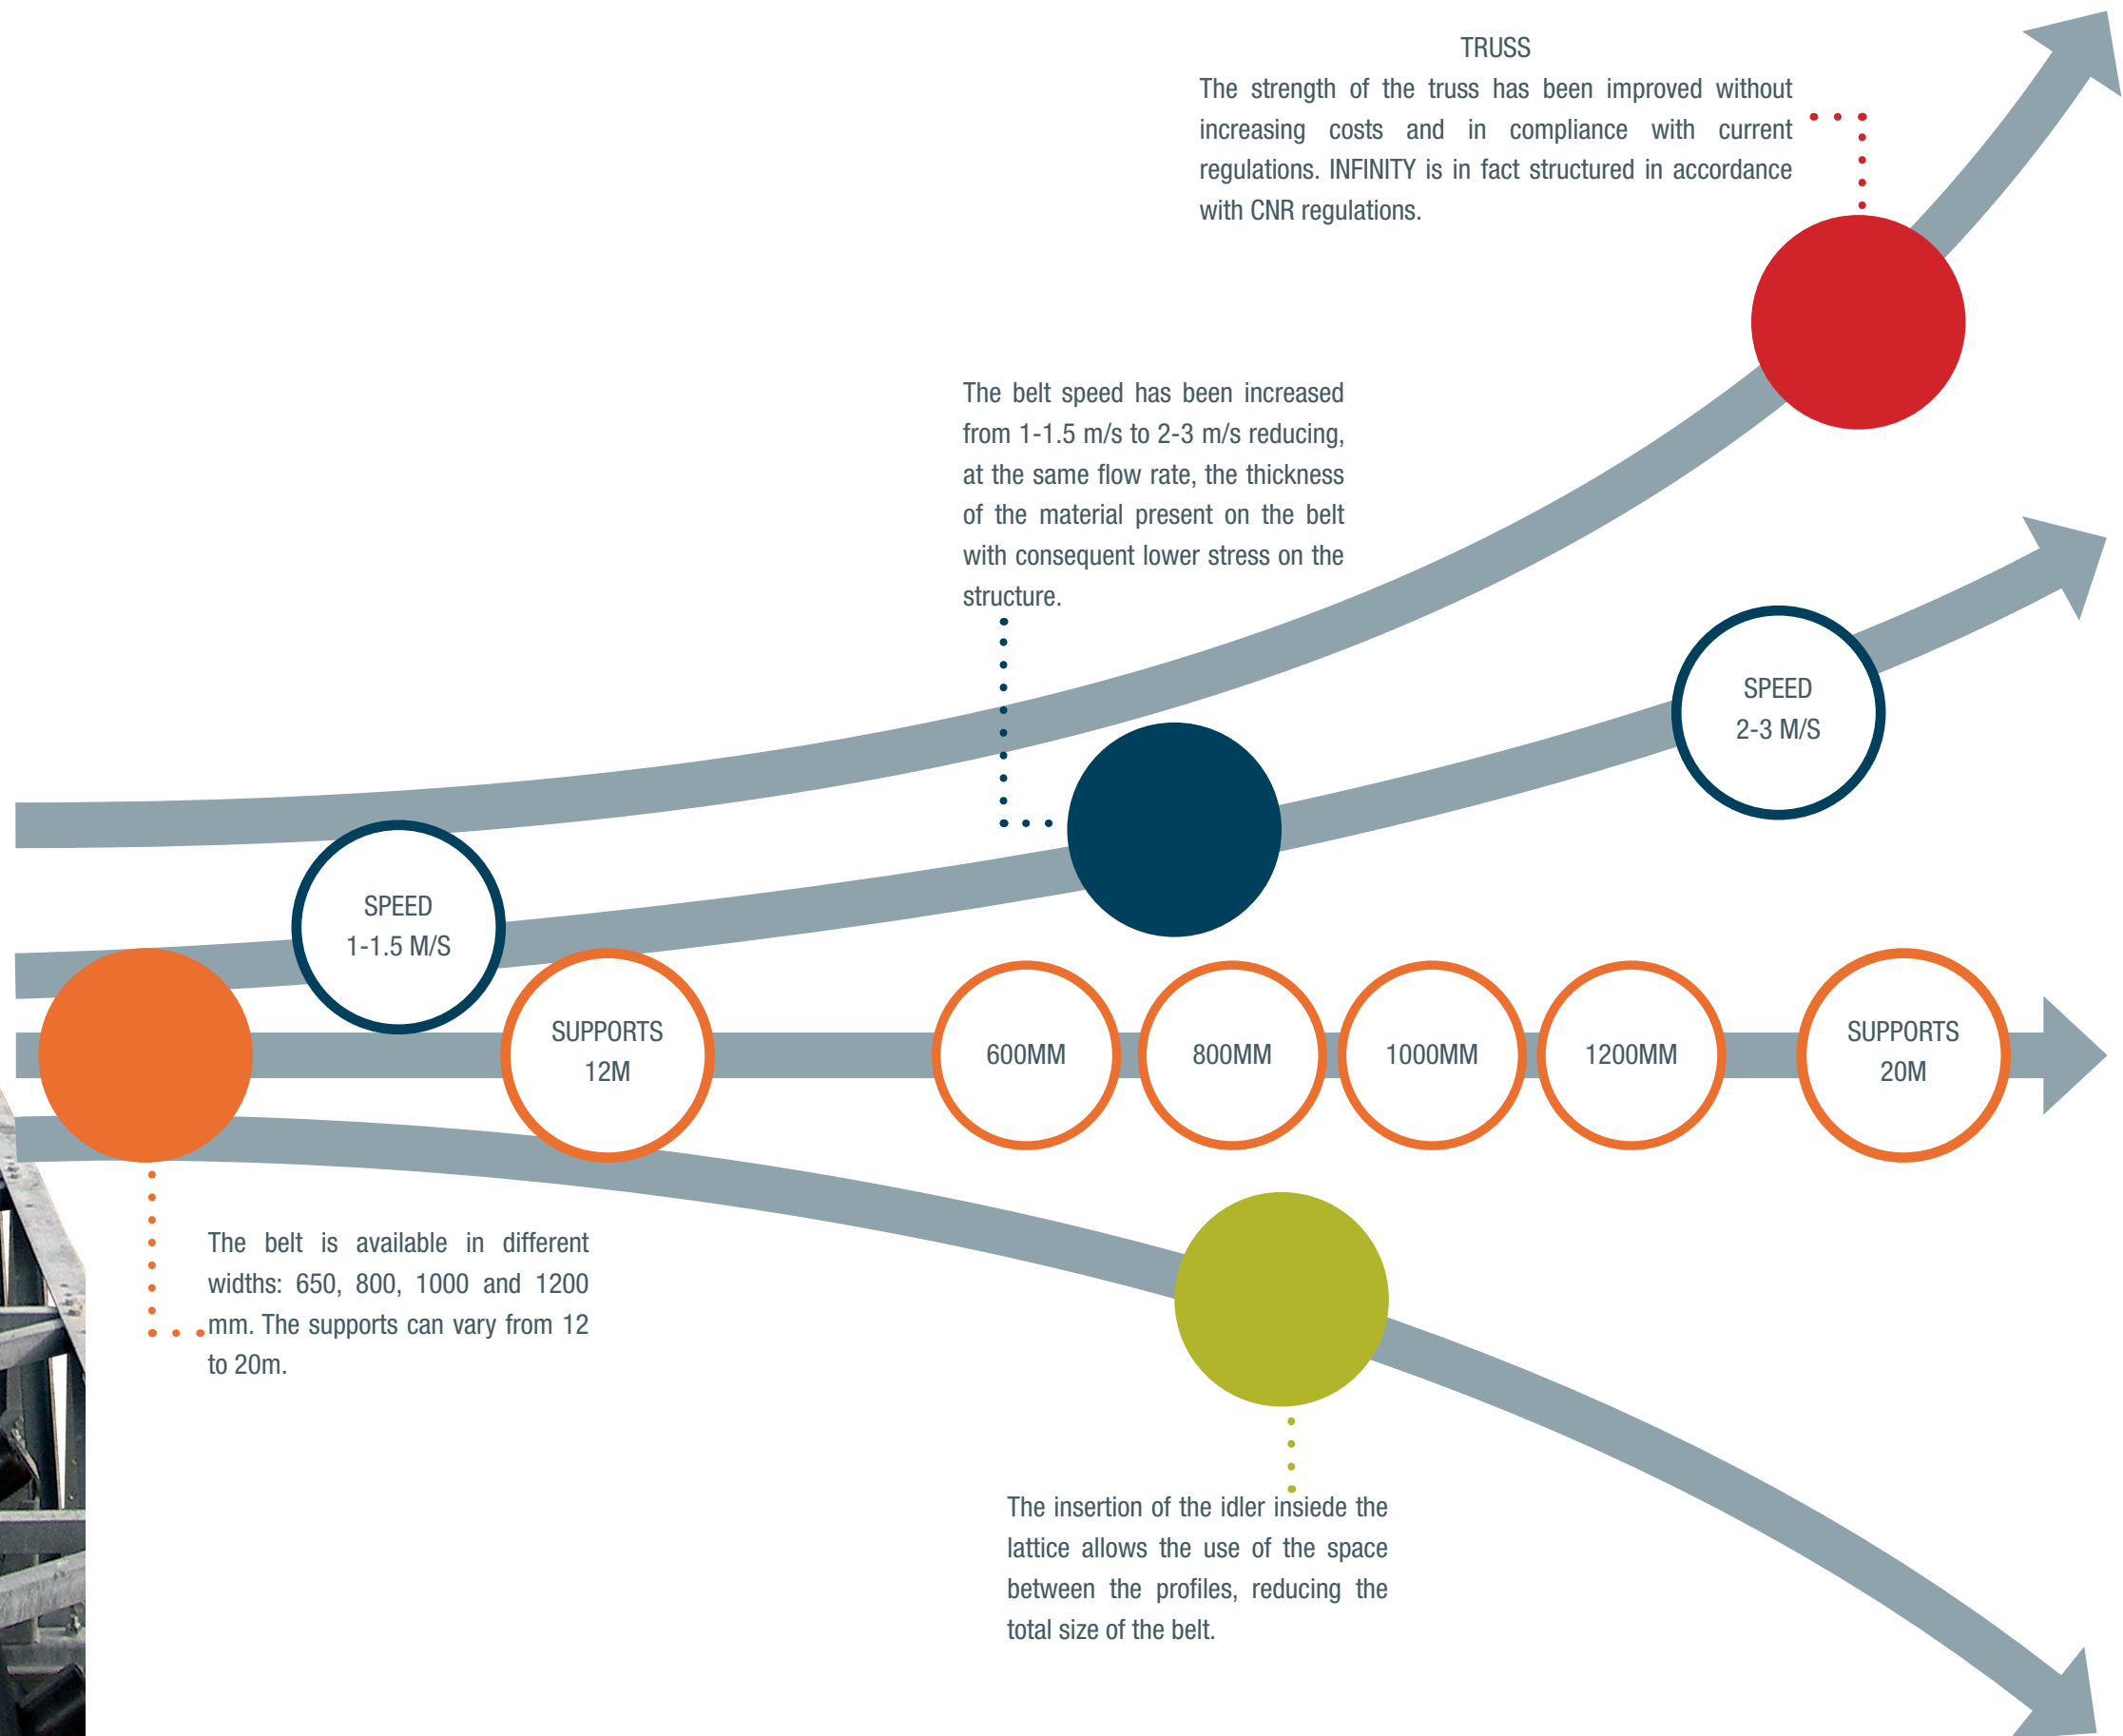 TRUSS
The strength of the truss has been improved without
increasing costs and in compliance with current
regulations. INFINITY is in fact structured in accordance
with CNR regulations.
The belt speed has been increased
from 1-1.5 m/s to 2-3 m/s reducing,
at the same flow rate, the thickness
of the material present on the belt
with consequent lower stress on the
structure.
SPEED
2-3 M/S
SPEED
1-1.5 M/S
SUPPORTS
12M
600MM
800MM
1000MM
1200MM
SUPPORTS
20M
The belt is available in different
widths: 650, 800, 1000 and 1200
mm. The supports can vary from 12
to 20m.
The insertion of the idler insiede the
lattice allows the use of the space
between the profiles, reducing the
total size of the belt.